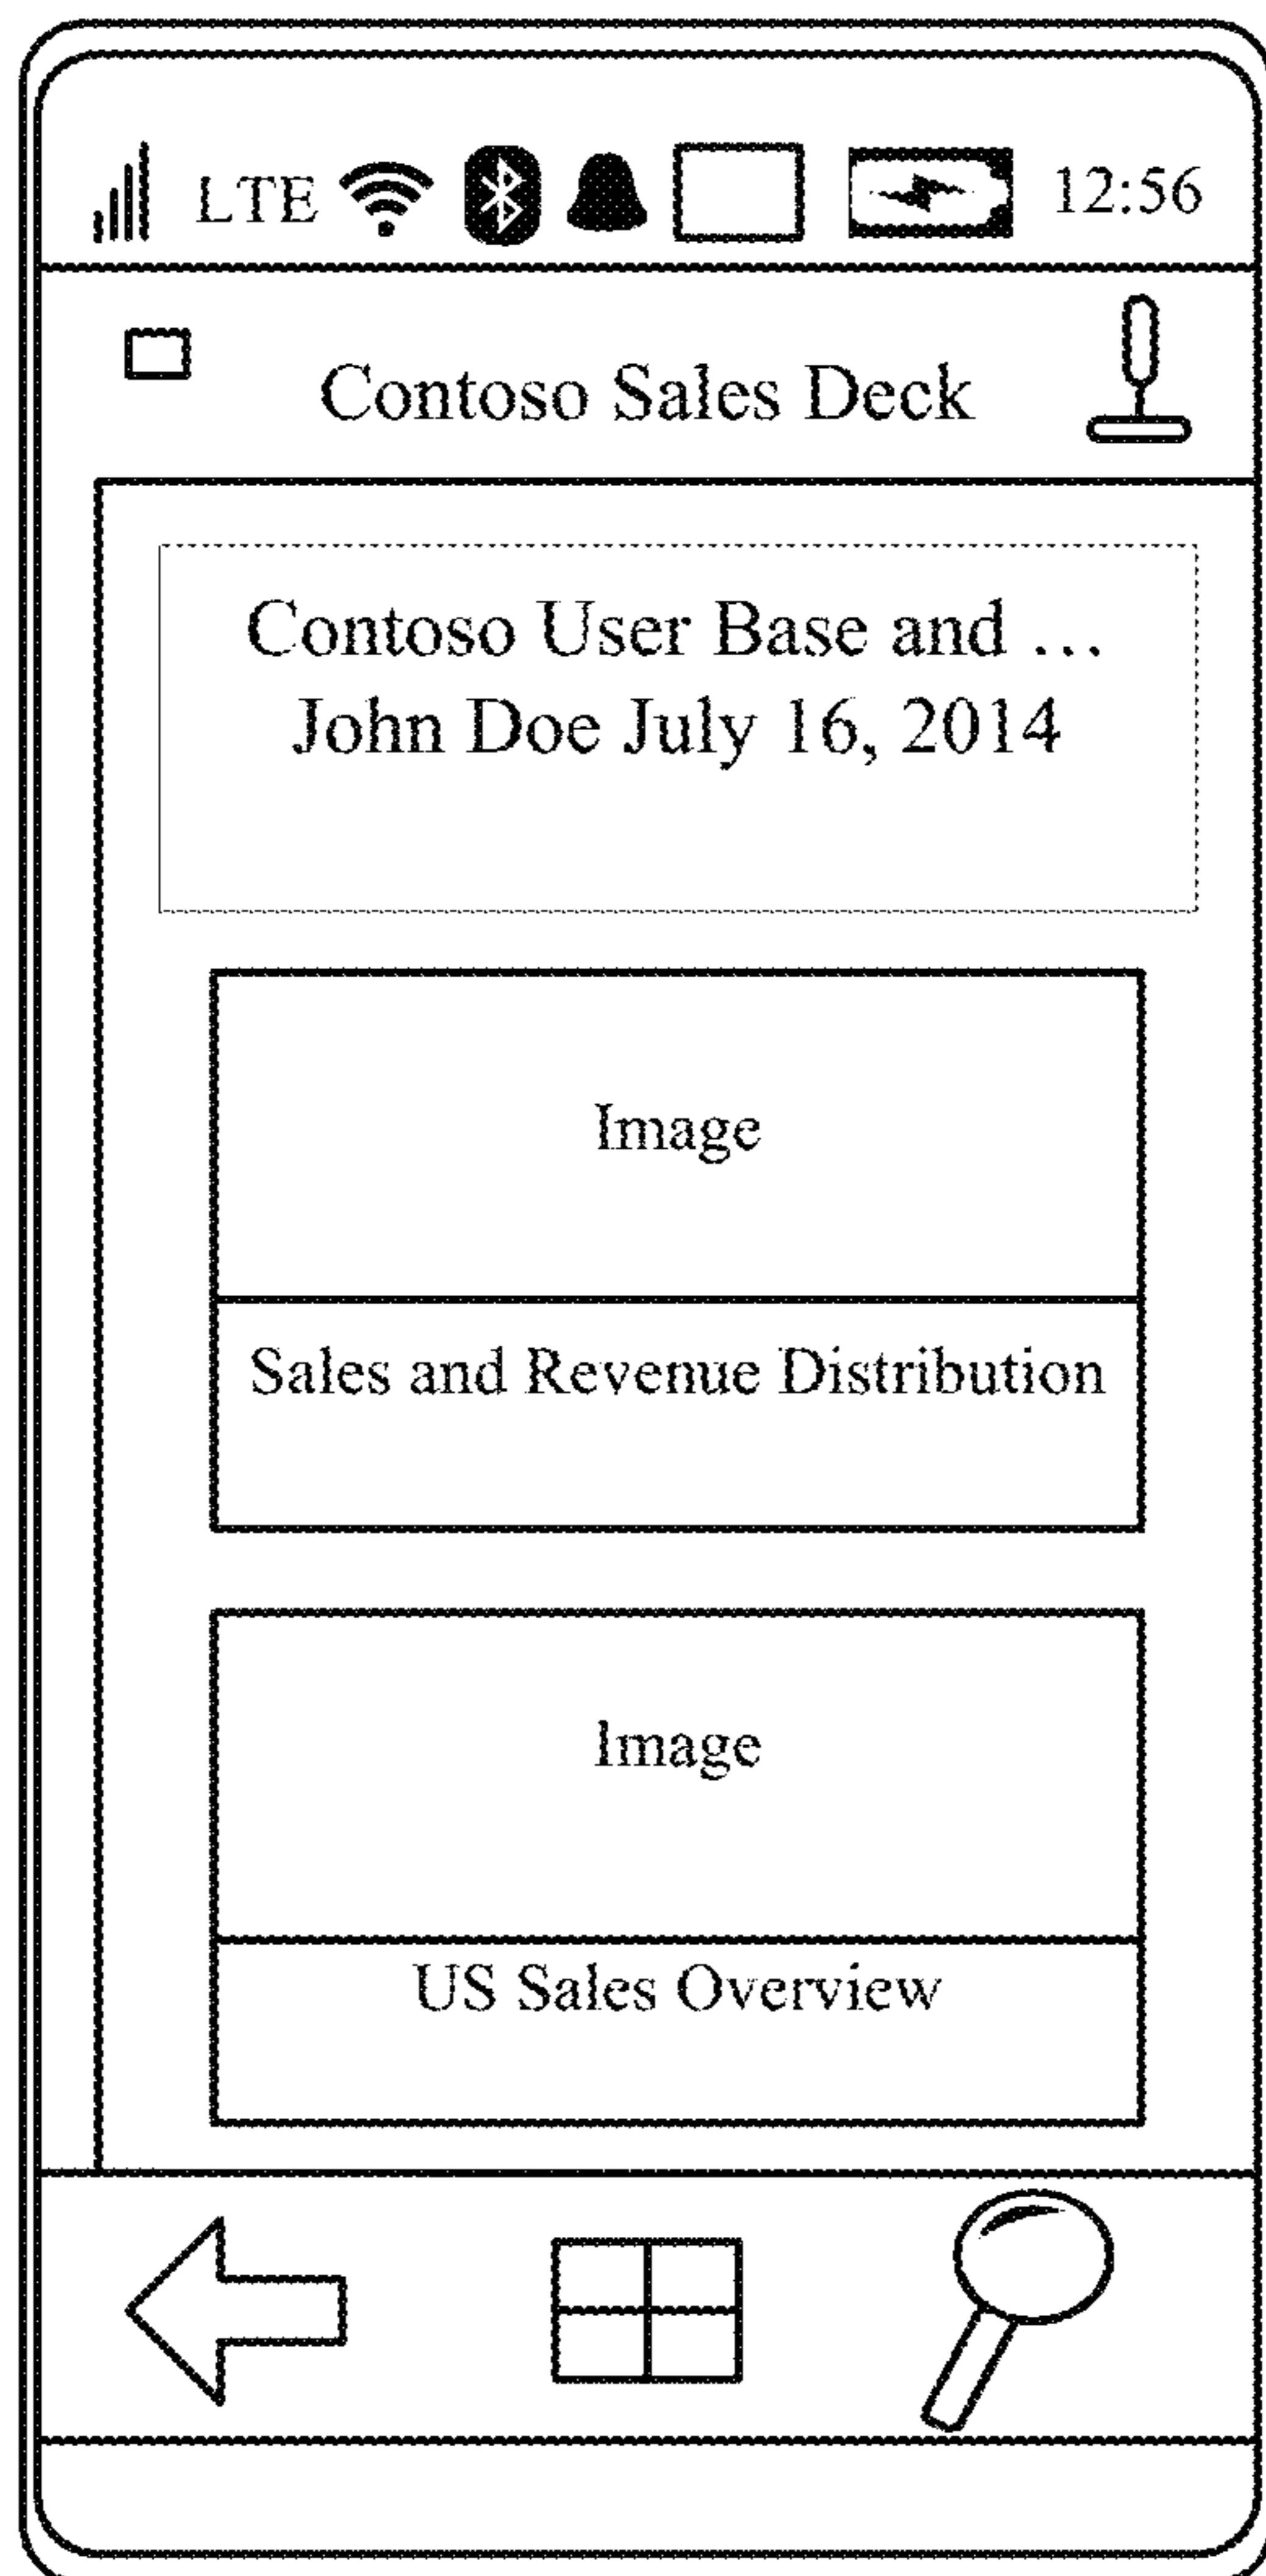 LTE 12:56
Contoso Sales Deck
Contoso User Base and ...
John Doe July 16, 2014
Image
Sales and Revenue Distribution
Image
US Sales Overview